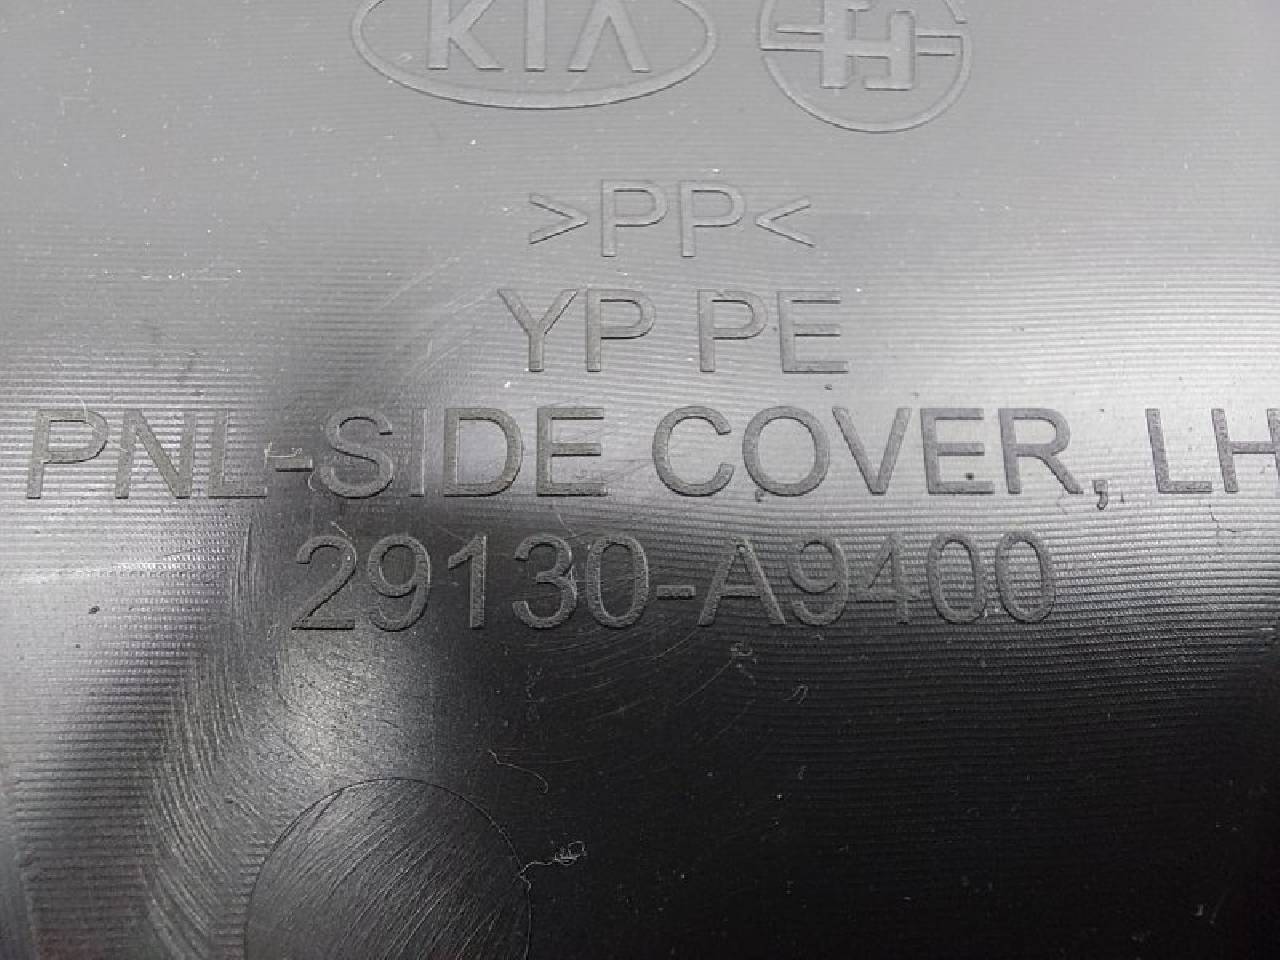 KIA
>PP<
YP PE
PNL-SIDE COVER, LH
29130-A9400